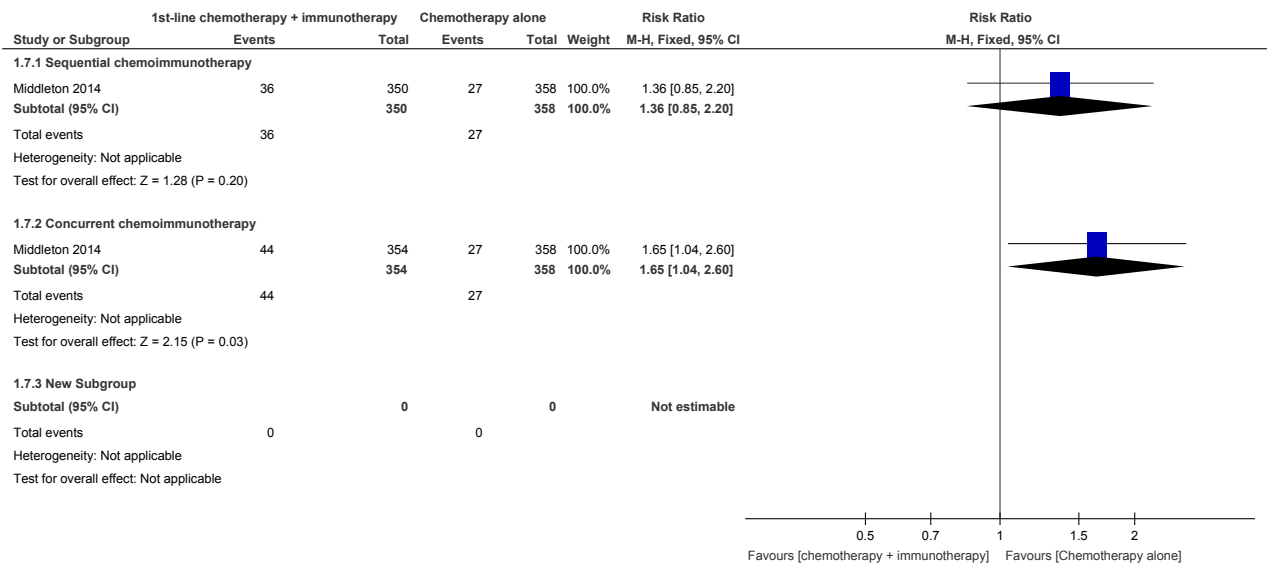 1st-line chemotherapy + immunotherapy Chemotherapy alone Risk Ratio Risk Ratio
Study or Subgroup Events Total Events Total Weight M-H, Fixed, 95% CI M-H, Fixed, 95% CI
1.7.1 Sequential chemoimmunotherapy
Middleton 2014 36 350 27 358 100.0% 1.36 [0.85, 2.20]
Subtotal (95% CI) 350 358 100.0% 1.36 [0.85, 2.20]
Total events 36 27
Heterogeneity: Not applicable
Test for overall effect: Z = 1.28 (P = 0.20)
1.7.2 Concurrent chemoimmunotherapy
Middleton 2014 44 354 27 358 100.0% 1.65 [1.04, 2.60]
Subtotal (95% CI) 354 358 100.0% 1.65 [1.04, 2.60]
Total events 44 27
Heterogeneity: Not applicable
Test for overall effect: Z = 2.15 (P = 0.03)
1.7.3 New Subgroup
Subtotal (95% CI) 0 0 Not estimable
Total events 0 0
Heterogeneity: Not applicable
Test for overall effect: Not applicable
0.5 0.7 1 1.5 2
Favours [chemotherapy + immunotherapy] Favours [Chemotherapy alone]